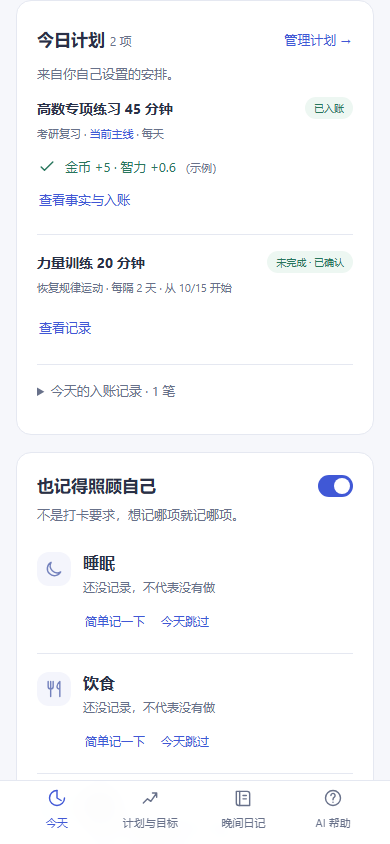 今日计划 2 项
管理计划 →
来自你自己设置的安排。
高数专项练习 45 分钟
已入账
考研复习 · 当前主线 · 每天
金币 +5 · 智力 +0.6 (示例)
查看事实与入账
力量训练 20 分钟
未完成 · 已确认
恢复规律运动 · 每隔 2 天 · 从 10/15 开始
查看记录
▶ 今天的入账记录 · 1 笔
也记得照顾自己
不是打卡要求，想记哪项就记哪项。
睡眠
还没记录，不代表没有做
简单记一下 今天跳过
饮食
还没记录，不代表没有做
简单记一下 今天跳过
今天 计划与目标 晚间日记 AI 帮助